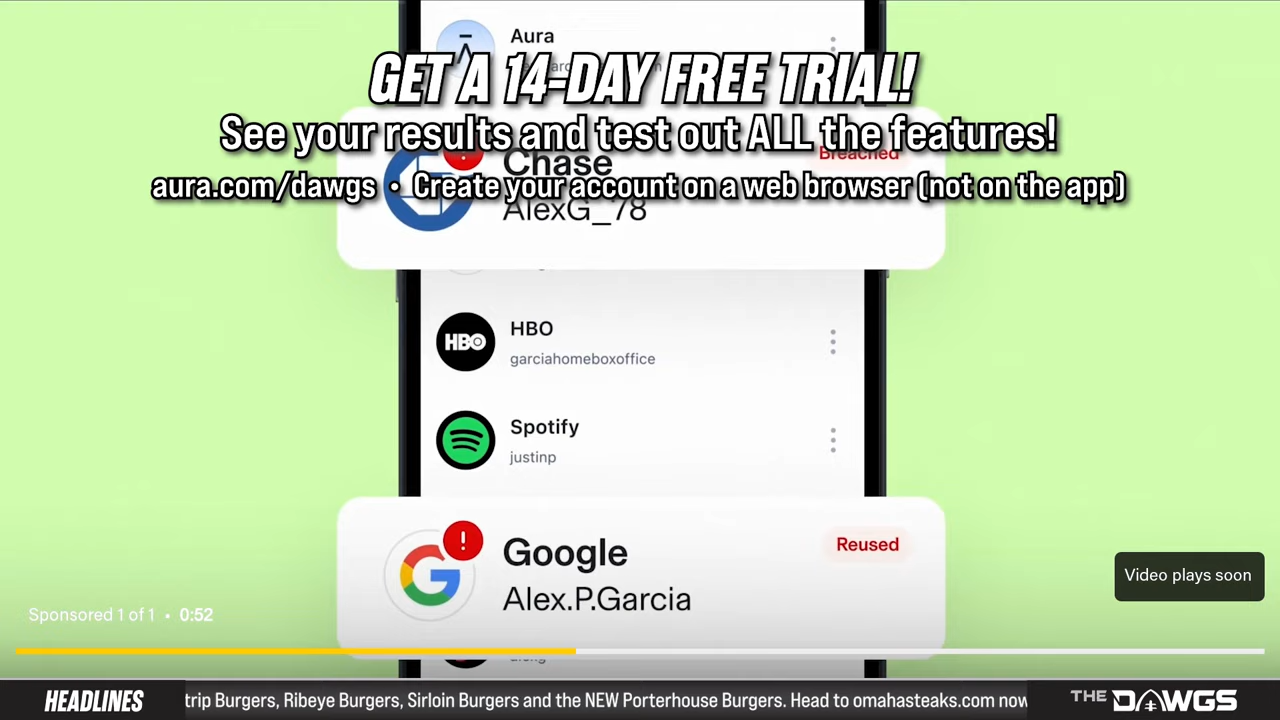 Aura
GET A 14-DAY FREE TRIAL!
See your results and test out ALL the features!
Breached
Chase
aura.com/dawgs • Create your account on a web browser (not on the app)
AlexG_78
HBO
HBO
garciahomeboxoffice
Spotify
justinp
Google
Reused
Alex.P.Garcia
Video plays soon
Sponsored 1 of 1 • 0:52
HEADLINES
trip Burgers, Ribeye Burgers, Sirloin Burgers and the NEW Porterhouse Burgers. Head to omahasteaks.com now
THE DAWGS